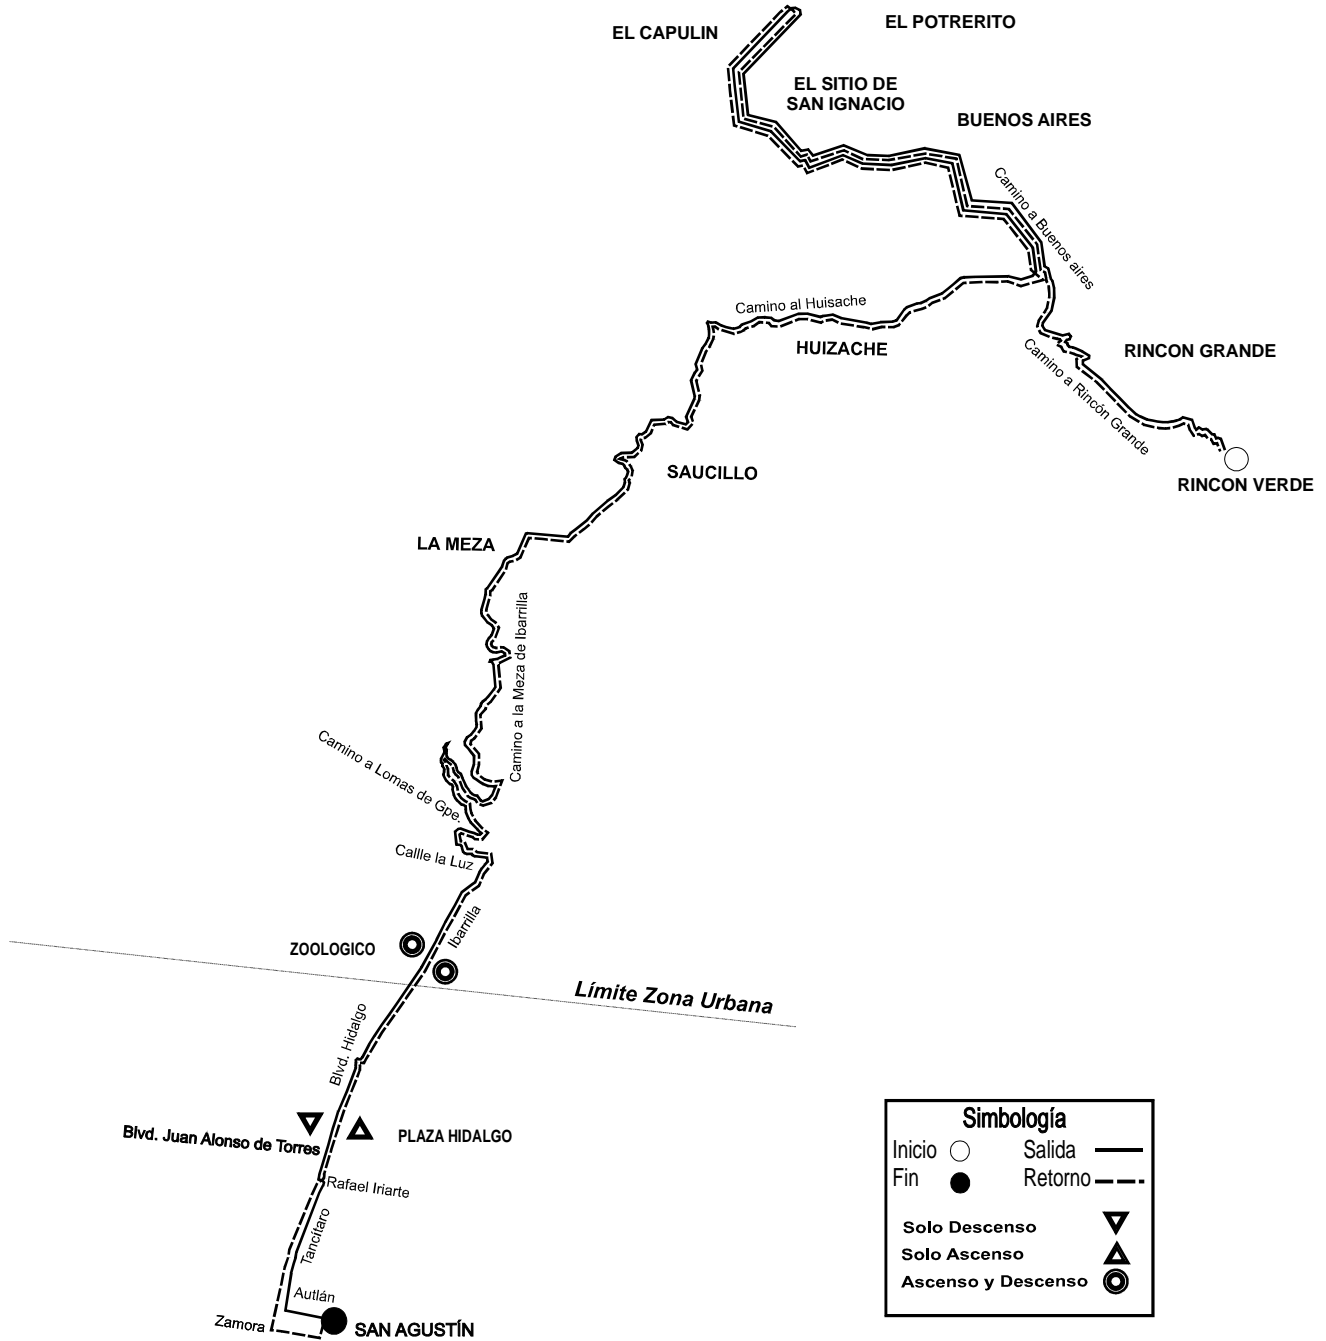 EL CAPULIN
EL POTRERITO
EL SITIO DE
SAN IGNACIO
BUENOS AIRES
Camino a Buenos aires
Camino al Huisache
HUIZACHE
RINCON GRANDE
Camino a Rincón Grande
SAUCILLO
RINCON VERDE
LA MEZA
Camino a la Meza de Ibarrilla
Camino a Lomas de Gpe.
Callle la Luz
Ibarrilla
ZOOLOGICO
Límite Zona Urbana
Blvd. Hidalgo
Blvd. Juan Alonso de Torres
PLAZA HIDALGO
Rafael Iriarte
Tancítaro
Autlán
Zamora
SAN AGUSTÍN
Simbología
Inicio
Salida
Fin
Retorno
Solo Descenso
Solo Ascenso
Ascenso y Descenso